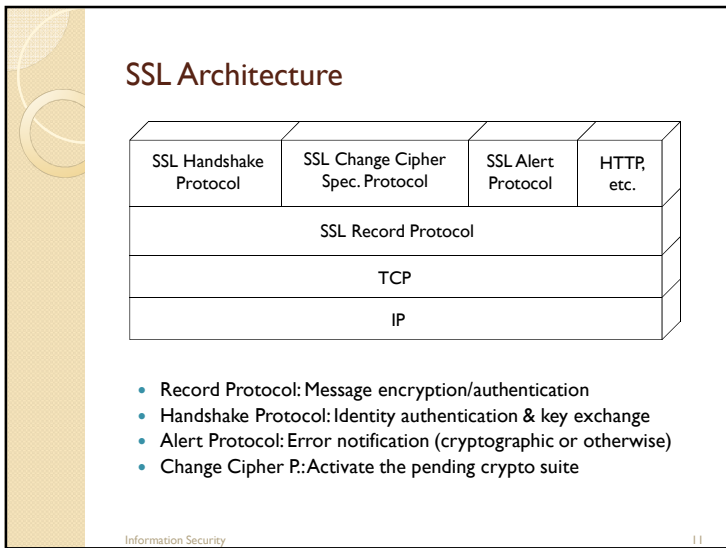 SSL Architecture
SSL Handshake
Protocol
SSL Change Cipher
Spec. Protocol
SSL Alert
Protocol
HTTP,
etc.
SSL Record Protocol
TCP
IP
• Record Protocol: Message encryption/authentication
• Handshake Protocol: Identity authentication & key exchange
• Alert Protocol: Error notification (cryptographic or otherwise)
• Change Cipher P.: Activate the pending crypto suite
Information Security
11